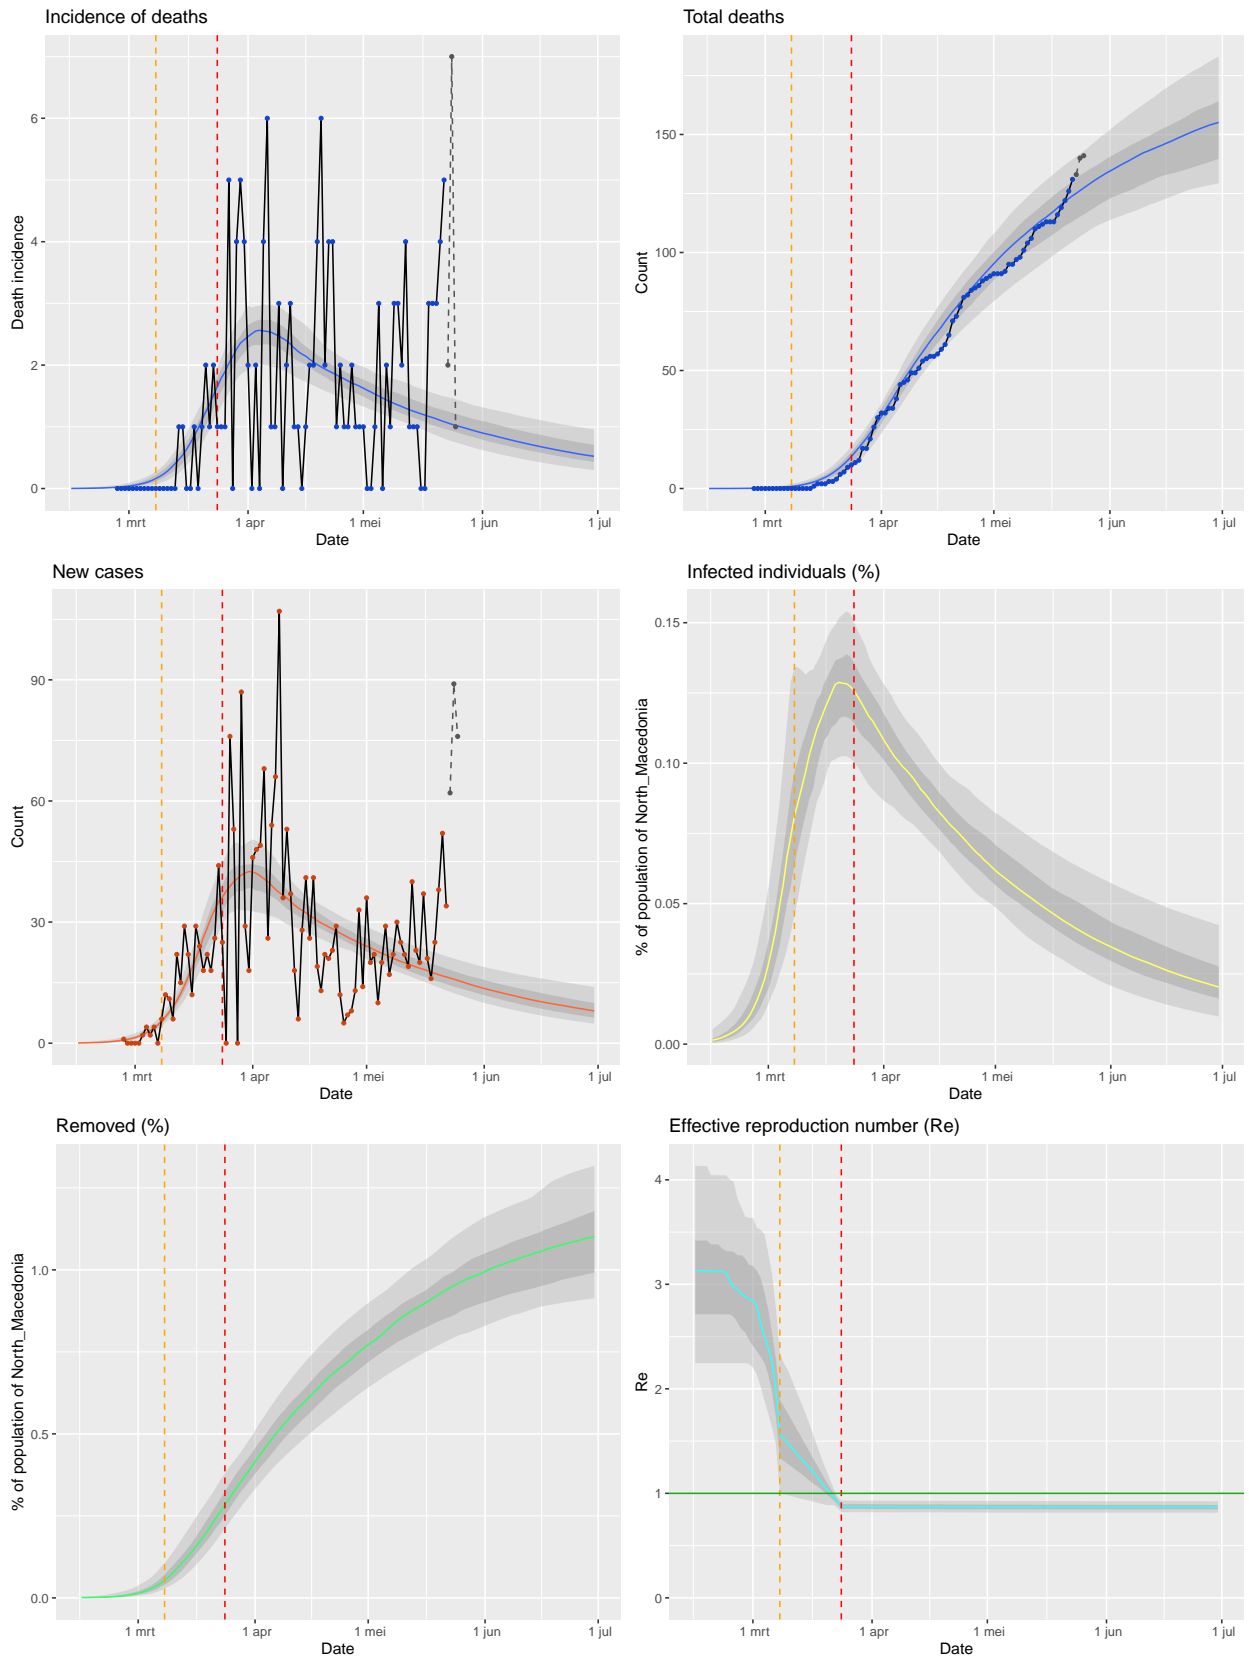 Incidence of deaths
Death incidence
6
4
2
0
1 mrt
1 apr
1 mei
1 jun
1 jul
Date
Total deaths
Count
150
100
50
0
1 mrt
1 apr
1 mei
1 jun
1 jul
Date
New cases
Count
90
60
30
0
1 mrt
1 apr
1 mei
1 jun
1 jul
Date
Infected individuals (%)
% of population of North_Macedonia
0.15
0.10
0.05
0.00
1 mrt
1 apr
1 mei
1 jun
1 jul
Date
Removed (%)
% of population of North_Macedonia
1.0
0.5
0.0
1 mrt
1 apr
1 mei
1 jun
1 jul
Date
Effective reproduction number (Re)
Re
4
3
2
1
0
1 mrt
1 apr
1 mei
1 jun
1 jul
Date